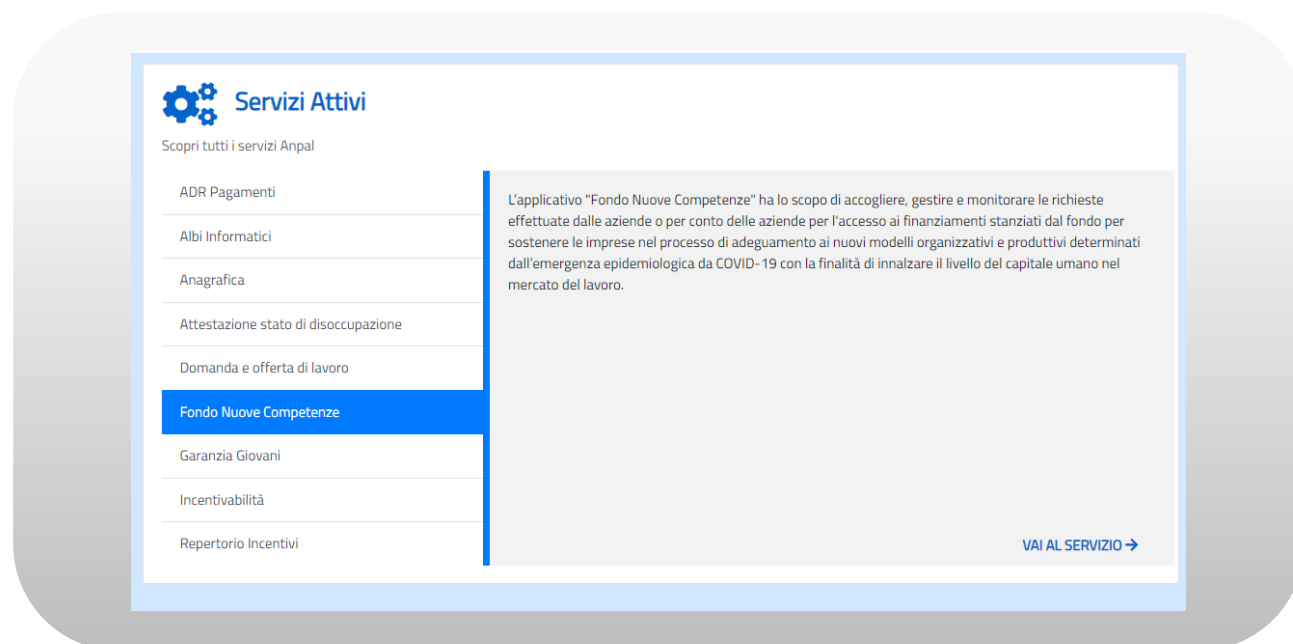 Servizi Attivi
Scopri tutti i servizi Anpal
ADR Pagamenti
Albi Informatici
Anagrafica
Attestazione stato di disoccupazione
Domanda e offerta di lavoro
Fondo Nuove Competenze
Garanzia Giovani
Incentivabilità
Repertorio Incentivi
L'applicativo "Fondo Nuove Competenze" ha lo scopo di accogliere, gestire e monitorare le richieste
effettuate dalle aziende o per conto delle aziende per l'accesso ai finanziamenti stanziati dal fondo per
sostenere le imprese nel processo di adeguamento ai nuovi modelli organizzativi e produttivi determinati
dall'emergenza epidemiologica da COVID-19 con la finalità di innalzare il livello del capitale umano nel
mercato del lavoro.
VAI AL SERVIZIO →